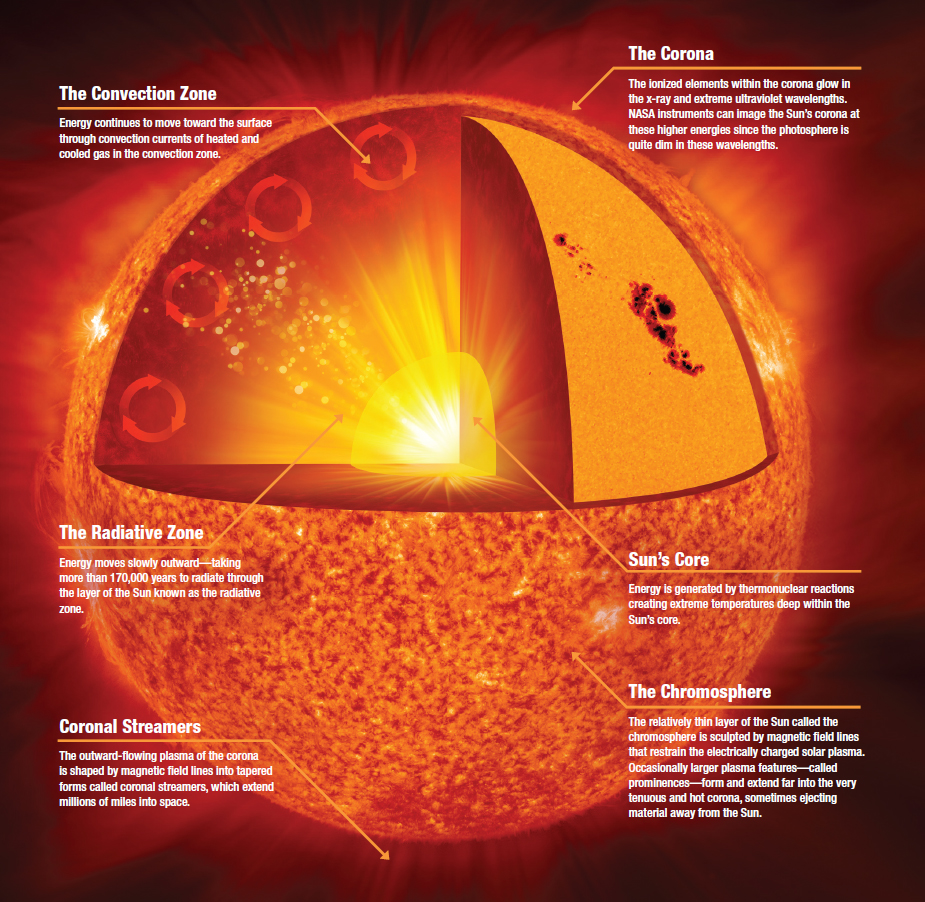 The Convection Zone
Energy continues to move toward the surface
through convection currents of heated and
cooled gas in the convection zone.
The Corona
The ionized elements within the corona glow in
the x-ray and extreme ultraviolet wavelengths.
NASA instruments can image the Sun's corona at
these higher energies since the photosphere is
quite dim in these wavelengths.
The Radiative Zone
Energy moves slowly outward—taking
more than 170,000 years to radiate through
the layer of the Sun known as the radiative
zone.
Sun's Core
Energy is generated by thermonuclear reactions
creating extreme temperatures deep within the
Sun's core.
Coronal Streamers
The outward-flowing plasma of the corona
is shaped by magnetic field lines into tapered
forms called coronal streamers, which extend
millions of miles into space.
The Chromosphere
The relatively thin layer of the Sun called the
chromosphere is sculpted by magnetic field lines
that restrain the electrically charged solar plasma.
Occasionally larger plasma features—called
prominences—form and extend far into the very
tenuous and hot corona, sometimes ejecting
material away from the Sun.